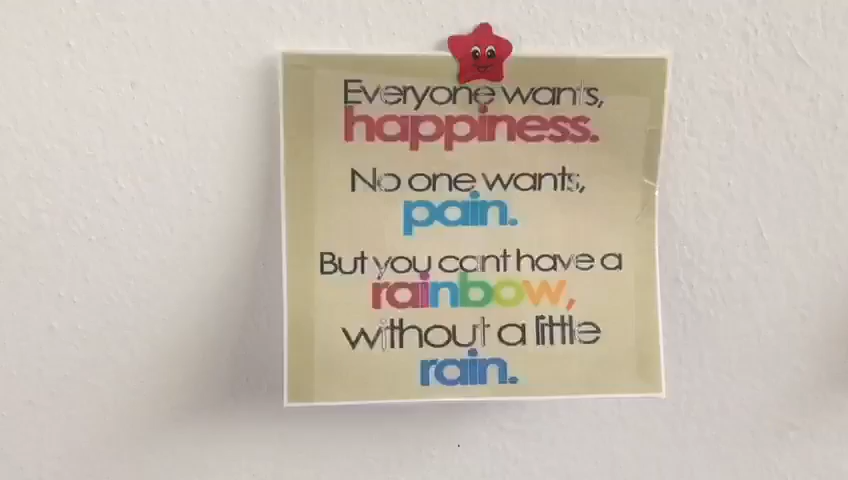 Everyone wants,
happiness.
No one wants,
pain.
But you cant have a
rainbow,
without a little
rain.